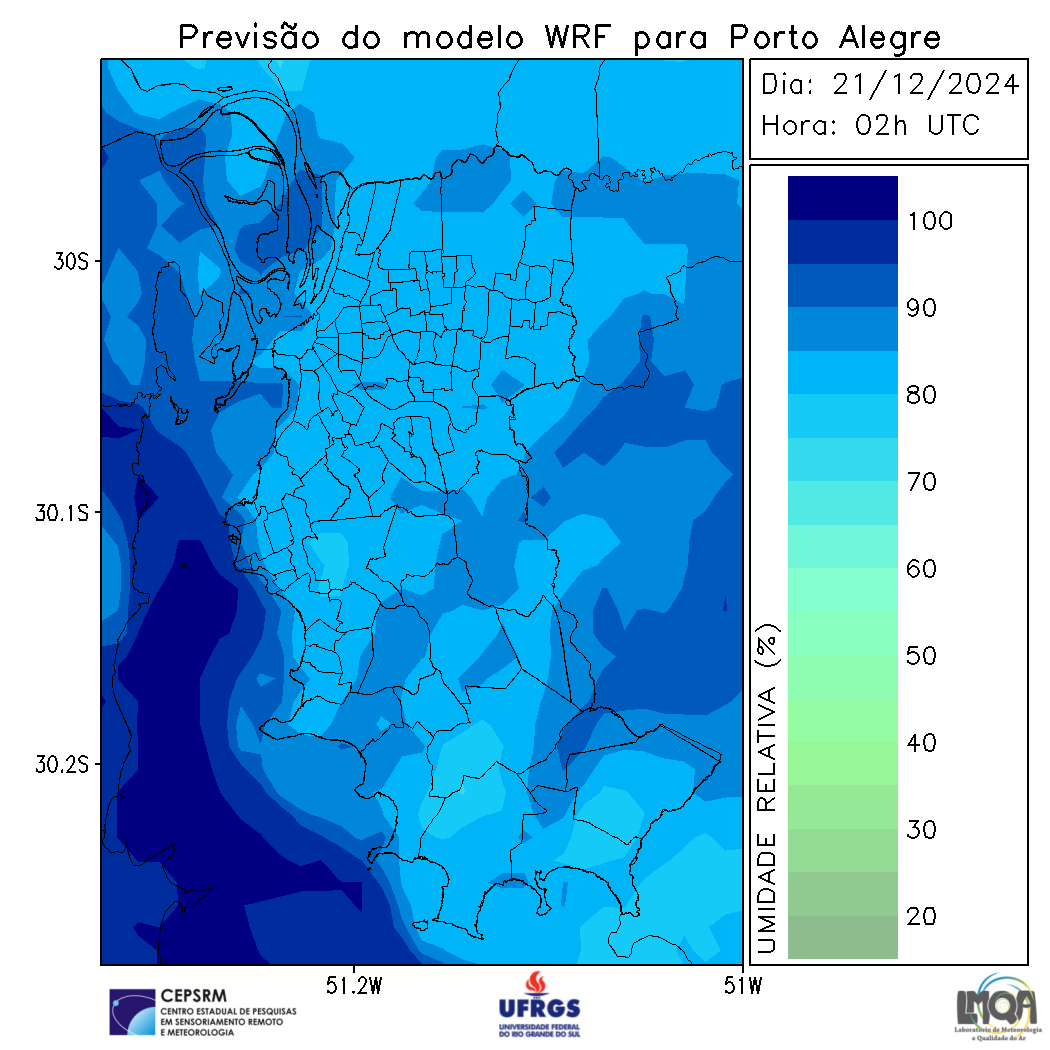 Previsão do modelo WRF para Porto Alegre
Dia: 21/12/2024
Hora: 02h UTC
30S
30.1S
30.2S
51.2W
51W
UMIDADE RELATIVA (%)
100
90
80
70
60
50
40
30
20
CEPSRM
CENTRO ESTADUAL DE PESQUISAS
EM SENSORIAMENTO REMOTO
E METEOROLOGIA
UFRGS
UNIVERSIDADE FEDERAL
DO RIO GRANDE DO SUL
LMQA
Laboratório de Meteorologia
e Qualidade do Ar